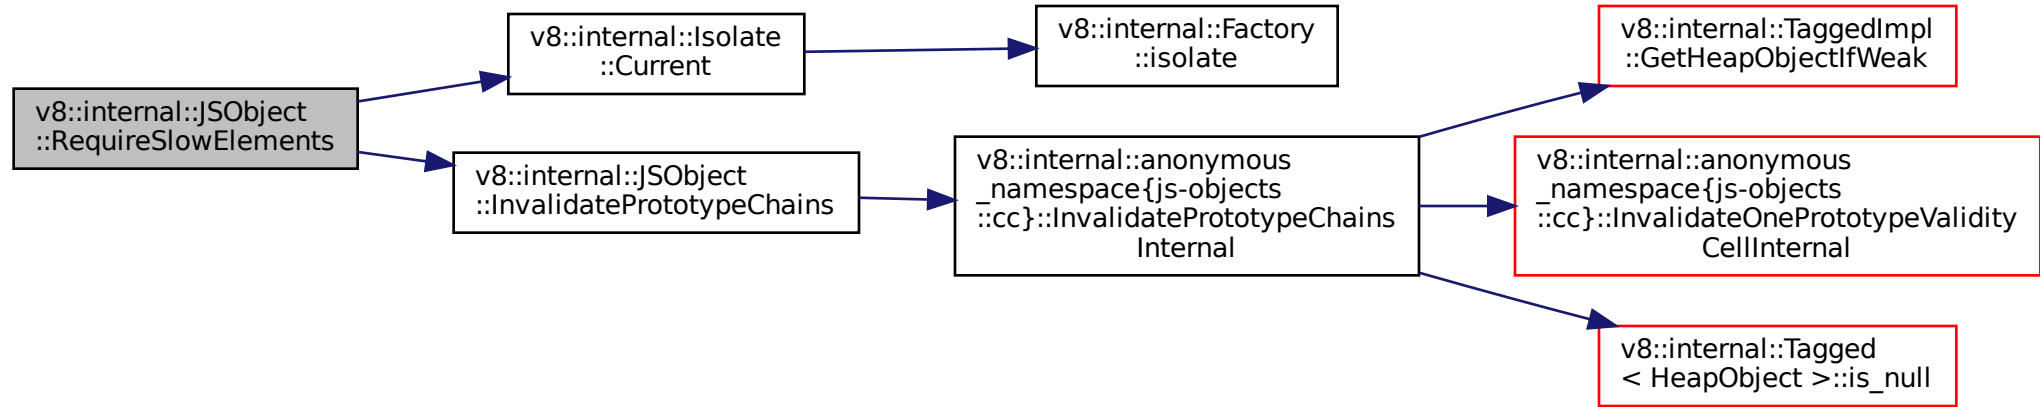 v8::internal::JSObject
::RequireSlowElements
v8::internal::Isolate
::Current
v8::internal::Factory
::isolate
v8::internal::JSObject
::InvalidatePrototypeChains
v8::internal::anonymous
_namespace{js-objects
::cc}::InvalidatePrototypeChains
Internal
v8::internal::TaggedImpl
::GetHeapObjectIfWeak
v8::internal::anonymous
_namespace{js-objects
::cc}::InvalidateOnePrototypeValidity
CellInternal
v8::internal::Tagged
< HeapObject >::is_null